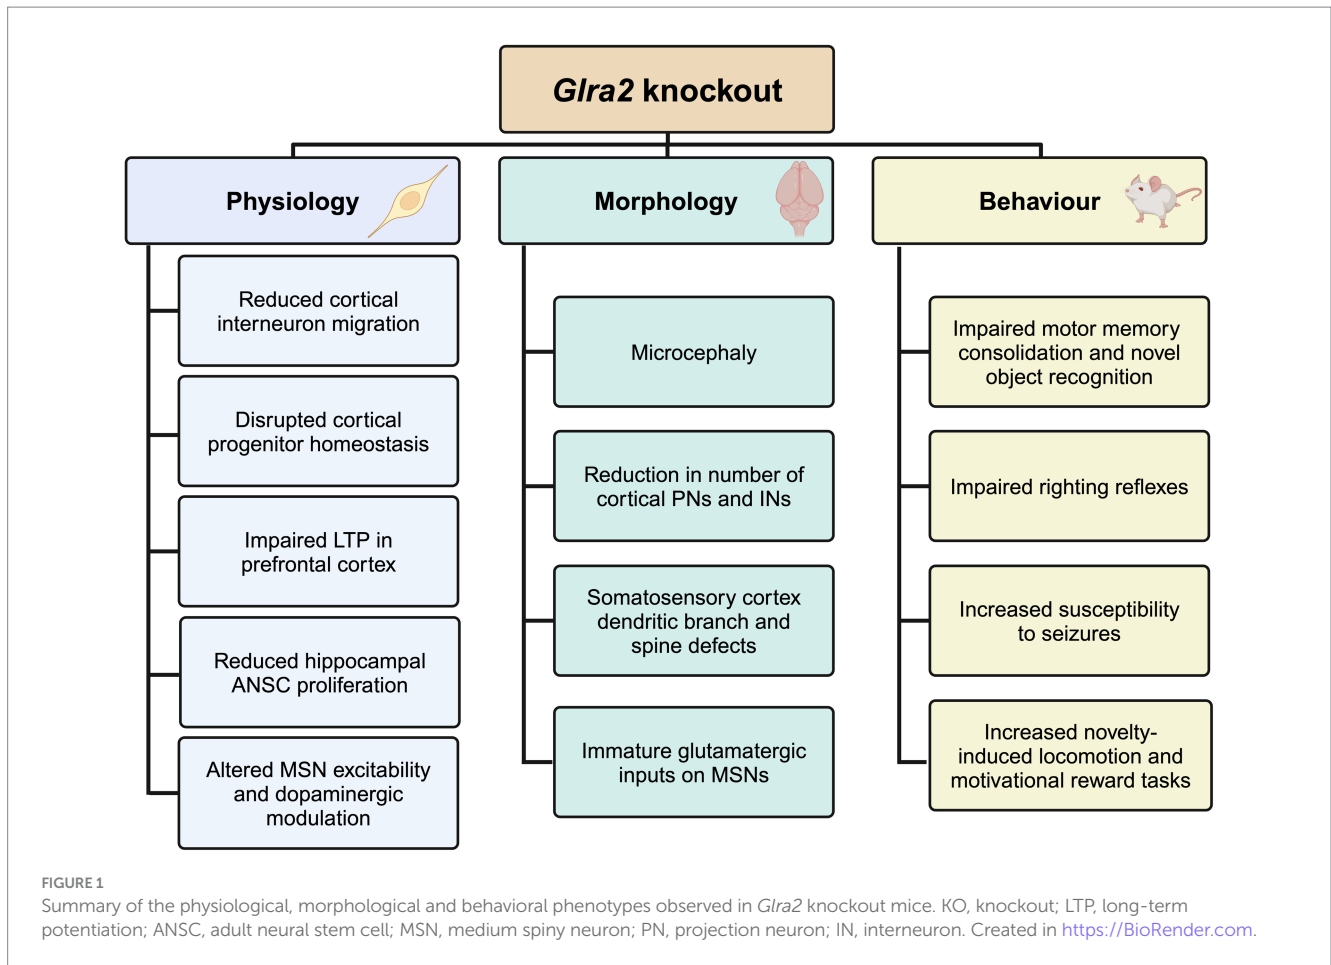 Glra2 knockout
Physiology
Reduced cortical
interneuron migration
Disrupted cortical
progenitor homeostasis
Impaired LTP in
prefrontal cortex
Reduced hippocampal
ANSC proliferation
Altered MSN excitability
and dopaminergic
modulation
Morphology
Microcephaly
Reduction in number of
cortical PNs and INs
Somatosensory cortex
dendritic branch and
spine defects
Immature glutamatergic
inputs on MSNs
Behaviour
Impaired motor memory
consolidation and novel
object recognition
Impaired righting reflexes
Increased susceptibility
to seizures
Increased novelty-
induced locomotion and
motivational reward tasks
FIGURE 1
Summary of the physiological, morphological and behavioral phenotypes observed in Glra2 knockout mice. KO, knockout; LTP, long-term
potentiation; ANSC, adult neural stem cell; MSN, medium spiny neuron; PN, projection neuron; IN, interneuron. Created in https://BioRender.com.